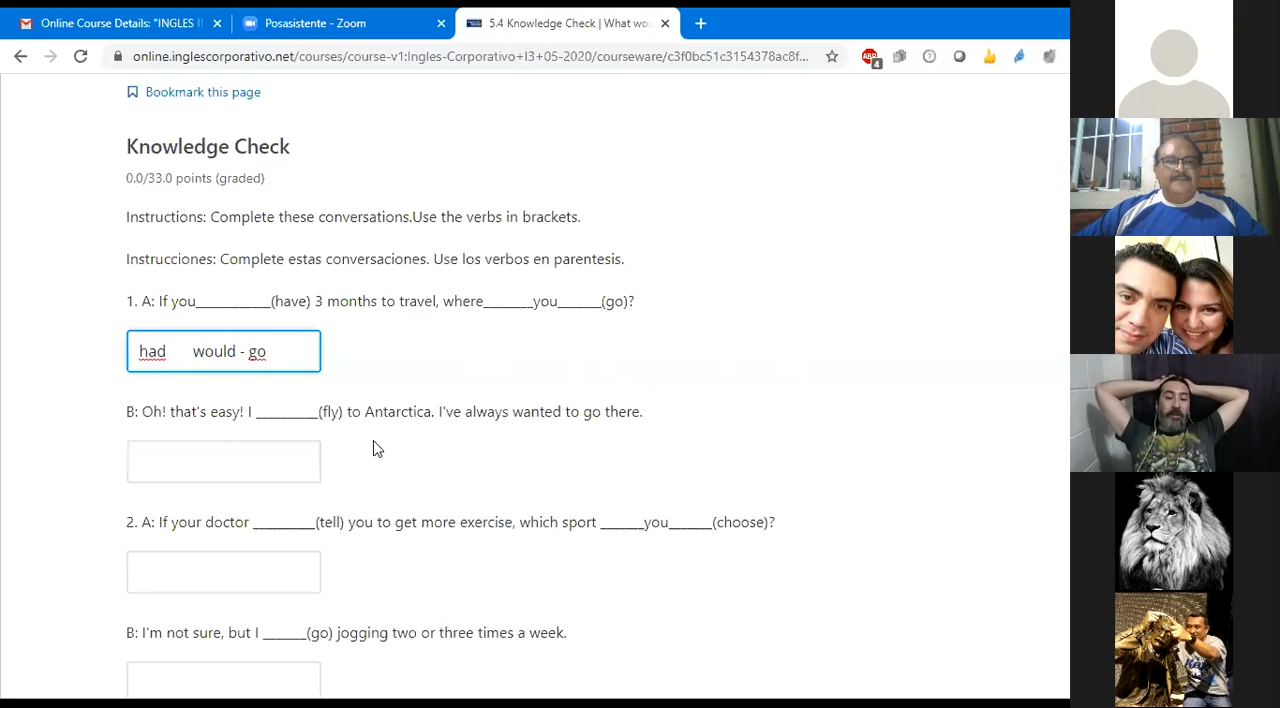 Online Course Details: "INGLES I
Posasistente - Zoom
5.4 Knowledge Check | What wou
online.inglescorporativo.net/courses/course-v1:Ingles-Corporativo+I3+05-2020/courseware/c3f0bc51c3154378ac8f...
ABP
4
Bookmark this page
Knowledge Check
0.0/33.0 points (graded)
Instructions: Complete these conversations.Use the verbs in brackets.
Instrucciones: Complete estas conversaciones. Use los verbos en parentesis.
1. A: If you___________(have) 3 months to travel, where_______you______(go)?
had would - go
B: Oh! that's easy! I _________(fly) to Antarctica. I've always wanted to go there.
2. A: If your doctor _________(tell) you to get more exercise, which sport ______you______(choose)?
B: I'm not sure, but I ______(go) jogging two or three times a week.